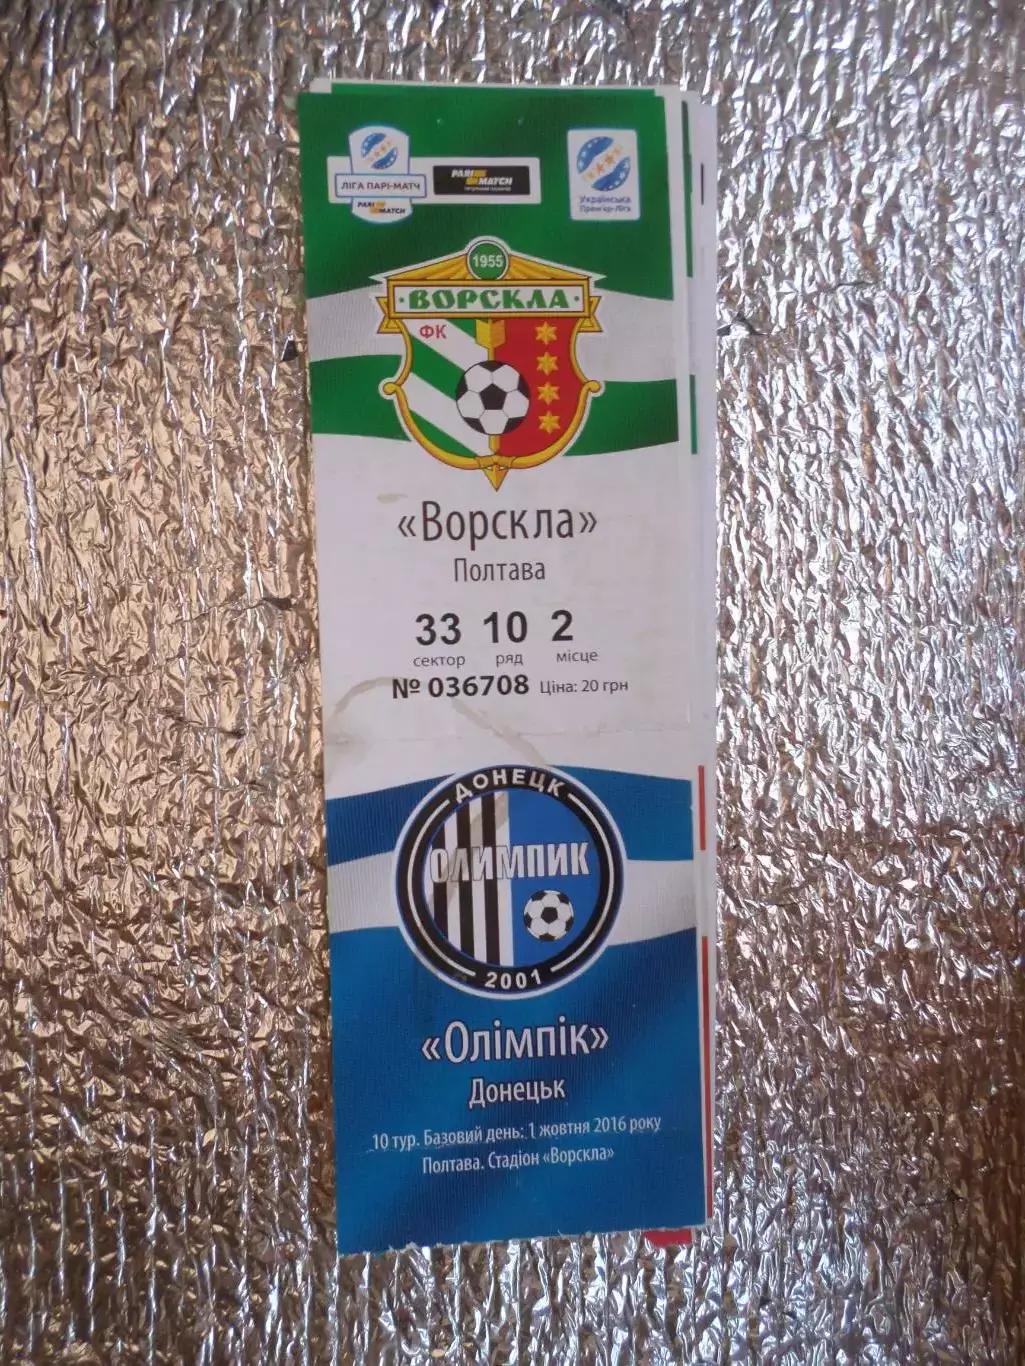 ЛІГА ПАРІ-МАТЧ
PARI MATCH
PARI MATCH
Українська
Прем'єр-Ліга
1955
·ВОРСКЛА·
ФК
«Ворскла»
Полтава
33 10 2
сектор ряд місце
№ 036708 Ціна: 20 грн
ДОНЕЦК
ОЛИМПИК
2001
«Олімпік»
Донецьк
10 тур. Базовий день: 1 жовтня 2016 року
Полтава. Стадіон «Ворскла»